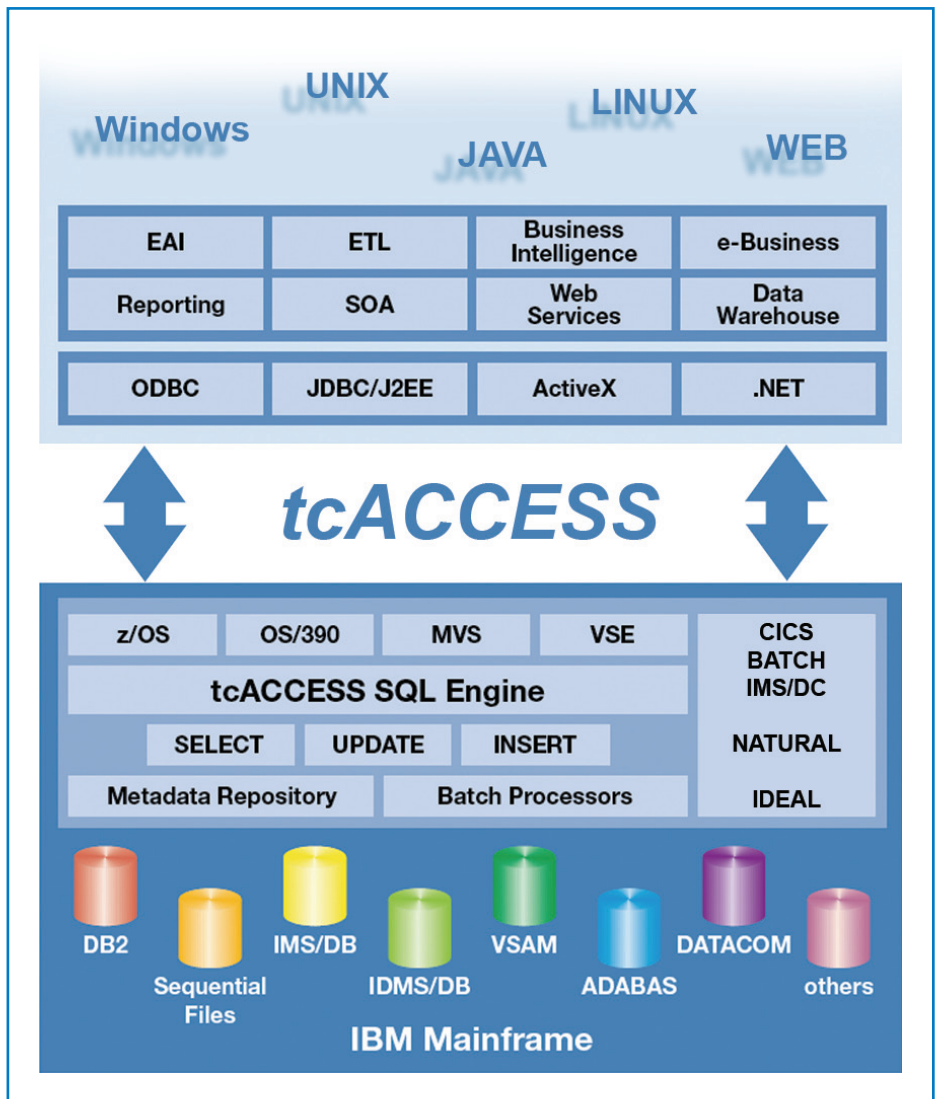 UNIX
LINUX
Windows
WEB
JAVA
EAI
ETL
Business
Intelligence
e-Business
Reporting
SOA
Web
Services
Data
Warehouse
ODBC
JDBC/J2EE
ActiveX
.NET
tcACCESS
z/OS
OS/390
MVS
VSE
tcACCESS SQL Engine
SELECT
UPDATE
INSERT
Metadata Repository
Batch Processors
CICS
BATCH
IMS/DC
NATURAL
IDEAL
DB2
Sequential
Files
IMS/DB
IDMS/DB
VSAM
ADABAS
DATACOM
others
IBM Mainframe